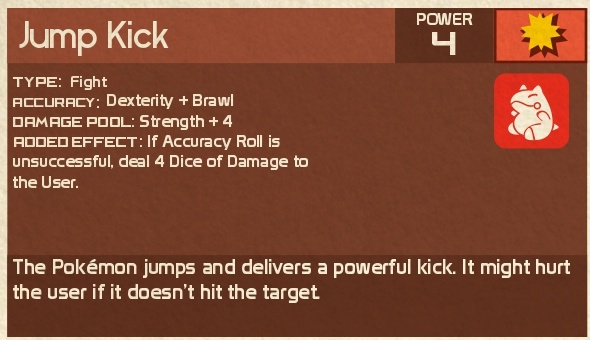 Jump Kick
POWER
4
TYPE: Fight
ACCURACY: Dexterity + Brawl
DAMAGE POOL: Strength + 4
ADDED EFFECT: If Accuracy Roll is
unsuccessful, deal 4 Dice of Damage to
the User.
The Pokémon jumps and delivers a powerful kick. It might hurt
the user if it doesn't hit the target.